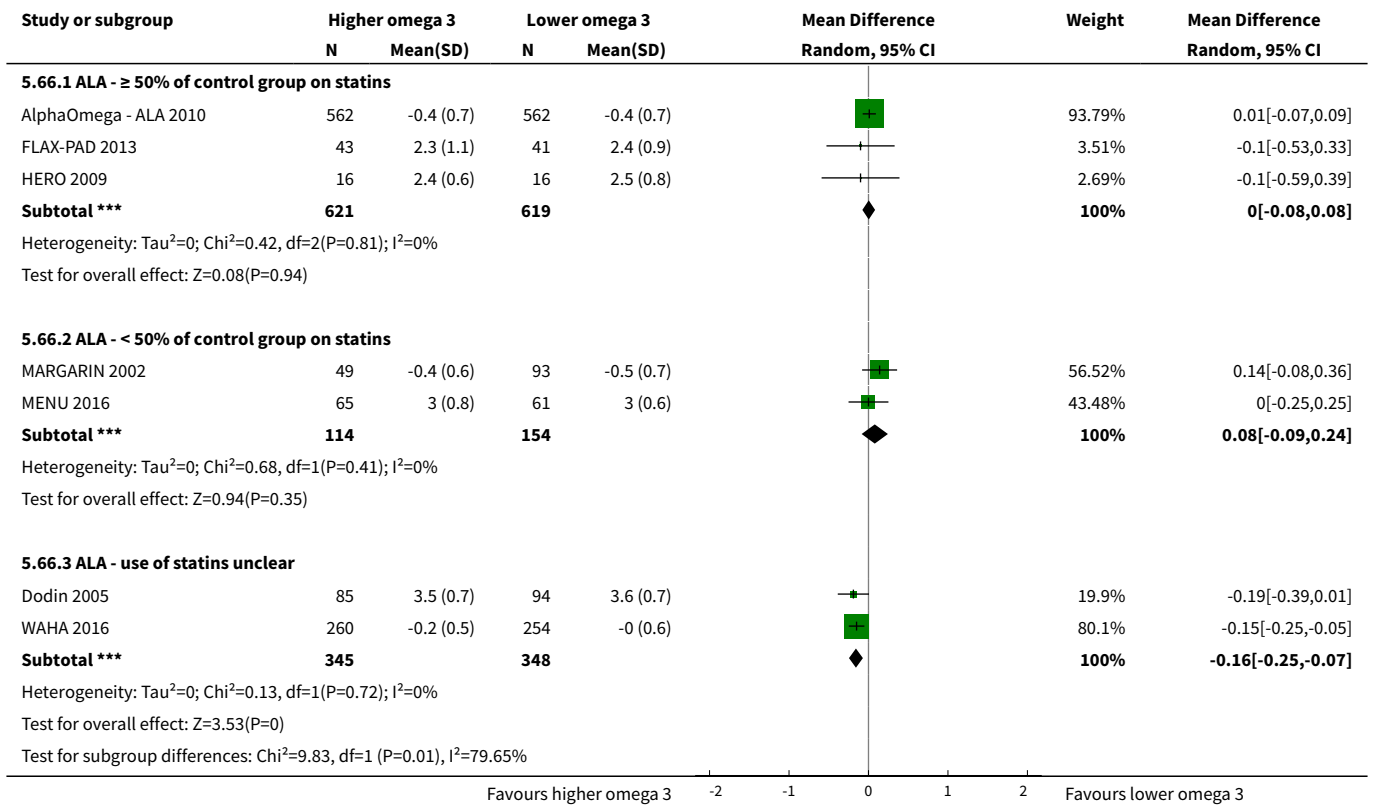 Study or subgroup Higher omega 3 Lower omega 3 Mean Difference Weight Mean Difference
N Mean(SD) N Mean(SD) Random, 95% CI Random, 95% CI
5.66.1 ALA - ≥ 50% of control group on statins
AlphaOmega - ALA 2010 562 -0.4 (0.7) 562 -0.4 (0.7) 93.79% 0.01[-0.07,0.09]
FLAX-PAD 2013 43 2.3 (1.1) 41 2.4 (0.9) 3.51% -0.1[-0.53,0.33]
HERO 2009 16 2.4 (0.6) 16 2.5 (0.8) 2.69% -0.1[-0.59,0.39]
Subtotal *** 621 619 100% 0[-0.08,0.08]
Heterogeneity: Tau²=0; Chi²=0.42, df=2(P=0.81); I²=0%
Test for overall effect: Z=0.08(P=0.94)
5.66.2 ALA - < 50% of control group on statins
MARGARIN 2002 49 -0.4 (0.6) 93 -0.5 (0.7) 56.52% 0.14[-0.08,0.36]
MENU 2016 65 3 (0.8) 61 3 (0.6) 43.48% 0[-0.25,0.25]
Subtotal *** 114 154 100% 0.08[-0.09,0.24]
Heterogeneity: Tau²=0; Chi²=0.68, df=1(P=0.41); I²=0%
Test for overall effect: Z=0.94(P=0.35)
5.66.3 ALA - use of statins unclear
Dodin 2005 85 3.5 (0.7) 94 3.6 (0.7) 19.9% -0.19[-0.39,0.01]
WAHA 2016 260 -0.2 (0.5) 254 -0 (0.6) 80.1% -0.15[-0.25,-0.05]
Subtotal *** 345 348 100% -0.16[-0.25,-0.07]
Heterogeneity: Tau²=0; Chi²=0.13, df=1(P=0.72); I²=0%
Test for overall effect: Z=3.53(P=0)
Test for subgroup differences: Chi²=9.83, df=1 (P=0.01), I²=79.65%
Favours higher omega 3 -2 -1 0 1 2 Favours lower omega 3